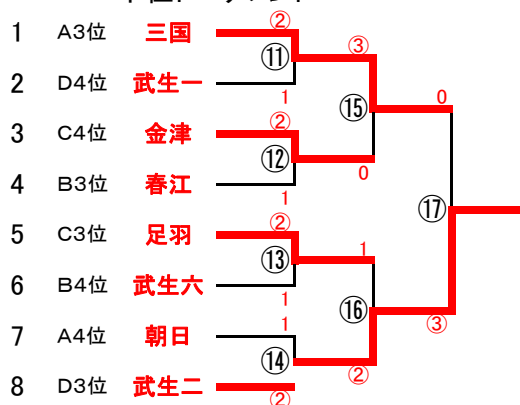 1 A3位 三国 ②
⑪ ③
2 D4位 武生一 1
⑮ 0
3 C4位 金津 ②
⑫ 0
4 B3位 春江 1
⑰
5 C3位 足羽 ②
⑬ 1
6 B4位 武生六 1
⑯ ③
7 A4位 朝日 1
⑭ ②
8 D3位 武生二 ②